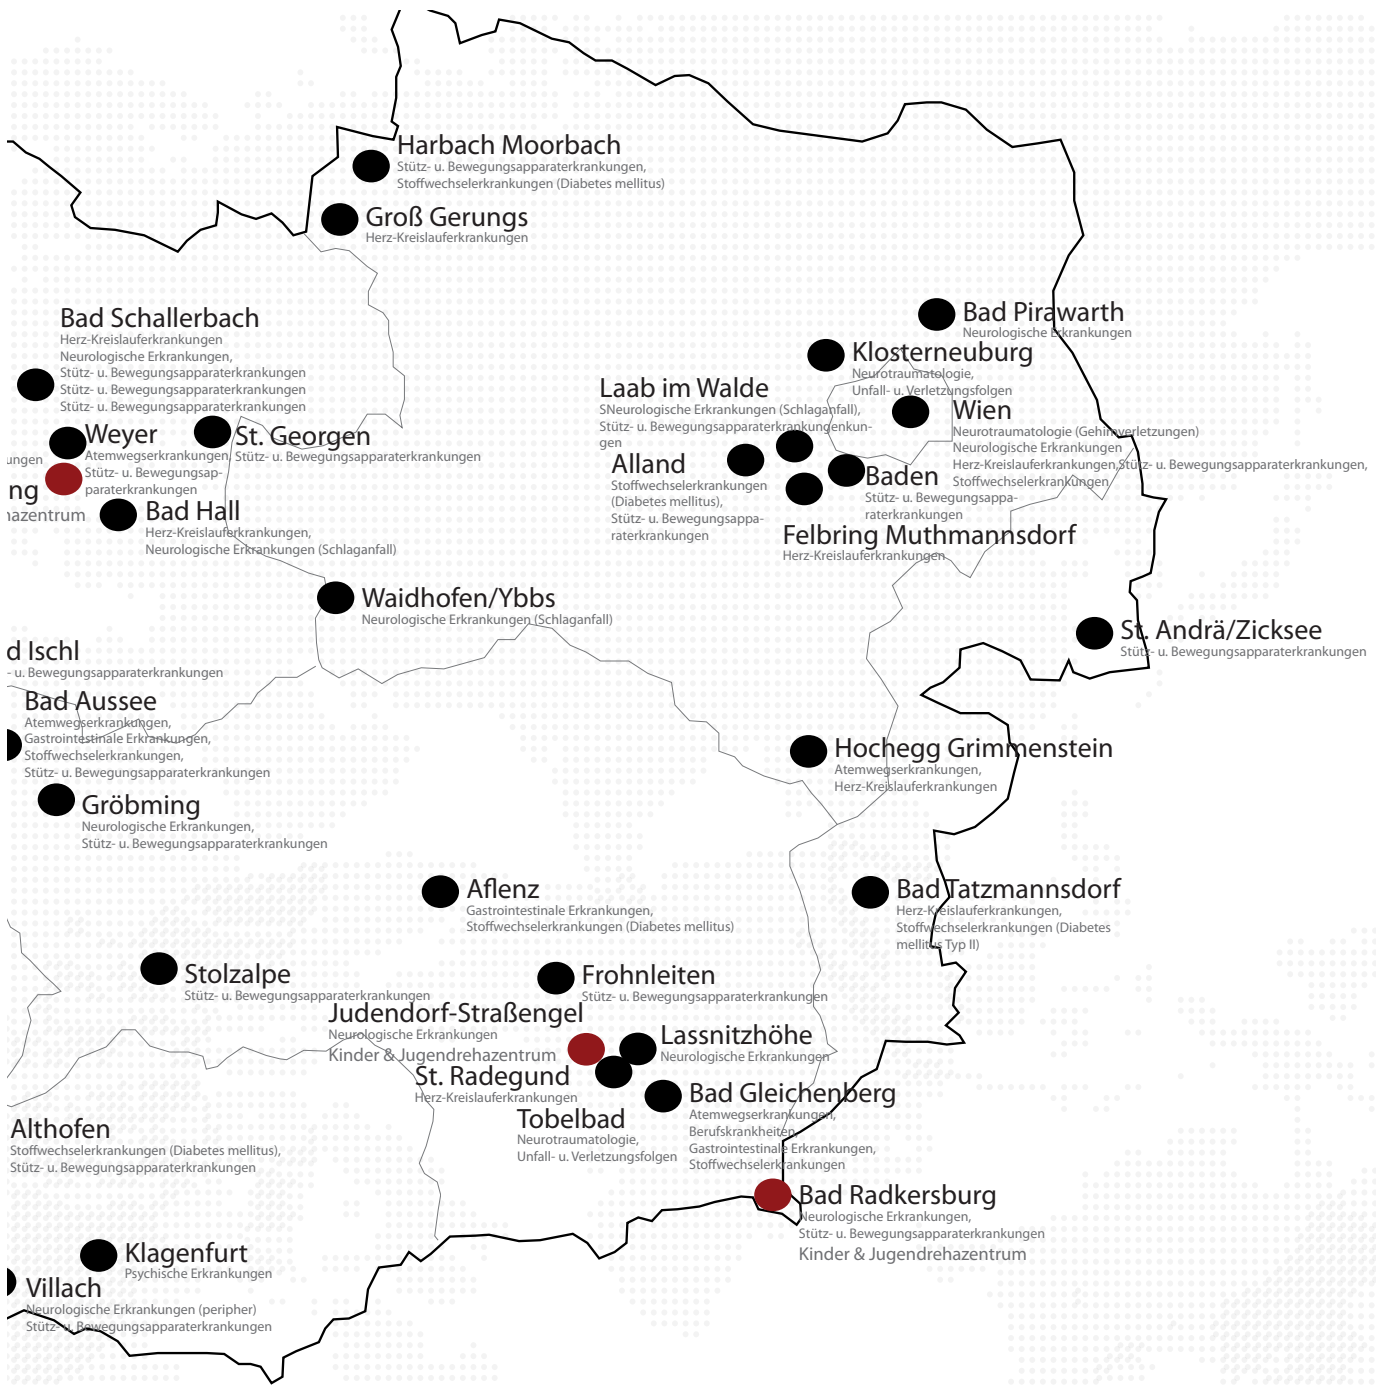 Harbach Moorbach
Stütz- u. Bewegungsapparaterkrankungen,
Stoffwechselerkrankungen (Diabetes mellitus)
Groß Gerungs
Herz-Kreislauferkrankungen
Bad Schallerbach
Herz-Kreislauferkrankungen
Neurologische Erkrankungen,
Stütz- u. Bewegungsapparaterkrankungen
Stütz- u. Bewegungsapparaterkrankungen
Stütz- u. Bewegungsapparaterkrankungen
Bad Pirawarth
Neurologische Erkrankungen
Klosterneuburg
Neurotraumatologie,
Unfall- u. Verletzungsfolgen
Laab im Walde
SNeurologische Erkrankungen (Schlaganfall),
Stütz- u. Bewegungsapparaterkrankungenkun-
gen
Wien
Neurotraumatologie (Gehirnverletzungen)
Neurologische Erkrankungen
Herz-Kreislauferkrankungen,Stütz- u. Bewegungsapparaterkrankungen,
Stoffwechselerkrankungen
Weyer
Atemwegserkrankungen,
Stütz- u. Bewegungsap-
paraterkrankungen
St. Georgen
Stütz- u. Bewegungsapparaterkrankungen
ungen
ng
nazentrum
Alland
Stoffwechselerkrankungen
(Diabetes mellitus),
Stütz- u. Bewegungsappa-
raterkrankungen
Baden
Stütz- u. Bewegungsappa-
raterkrankungen
Bad Hall
Herz-Kreislauferkrankungen,
Neurologische Erkrankungen (Schlaganfall)
Felbring Muthmannsdorf
Herz-Kreislauferkrankungen
Waidhofen/Ybbs
Neurologische Erkrankungen (Schlaganfall)
St. Andrä/Zicksee
Stütz- u. Bewegungsapparaterkrankungen
d Ischl
- u. Bewegungsapparaterkrankungen
Bad Aussee
Atemwegserkrankungen,
Gastrointestinale Erkrankungen,
Stoffwechselerkrankungen,
Stütz- u. Bewegungsapparaterkrankungen
Hochegg Grimmenstein
Atemwegserkrankungen,
Herz-Kreislauferkrankungen
Gröbming
Neurologische Erkrankungen,
Stütz- u. Bewegungsapparaterkrankungen
Aflenz
Gastrointestinale Erkrankungen,
Stoffwechselerkrankungen (Diabetes mellitus)
Bad Tatzmannsdorf
Herz-Kreislauferkrankungen,
Stoffwechselerkrankungen (Diabetes
mellitus Typ II)
Stolzalpe
Stütz- u. Bewegungsapparaterkrankungen
Frohnleiten
Stütz- u. Bewegungsapparaterkrankungen
Judendorf-Straßengel
Neurologische Erkrankungen
Kinder & Jugendrehazentrum
Lassnitzhöhe
Neurologische Erkrankungen
St. Radegund
Herz-Kreislauferkrankungen
Bad Gleichenberg
Atemwegserkrankungen,
Berufskrankheiten,
Gastrointestinale Erkrankungen,
Stoffwechselerkrankungen
Tobelbad
Neurotraumatologie,
Unfall- u. Verletzungsfolgen
Althofen
Stoffwechselerkrankungen (Diabetes mellitus),
Stütz- u. Bewegungsapparaterkrankungen
Bad Radkersburg
Neurologische Erkrankungen,
Stütz- u. Bewegungsapparaterkrankungen
Kinder & Jugendrehazentrum
Klagenfurt
Psychische Erkrankungen
Villach
Neurologische Erkrankungen (peripher)
Stütz- u. Bewegungsapparaterkrankungen